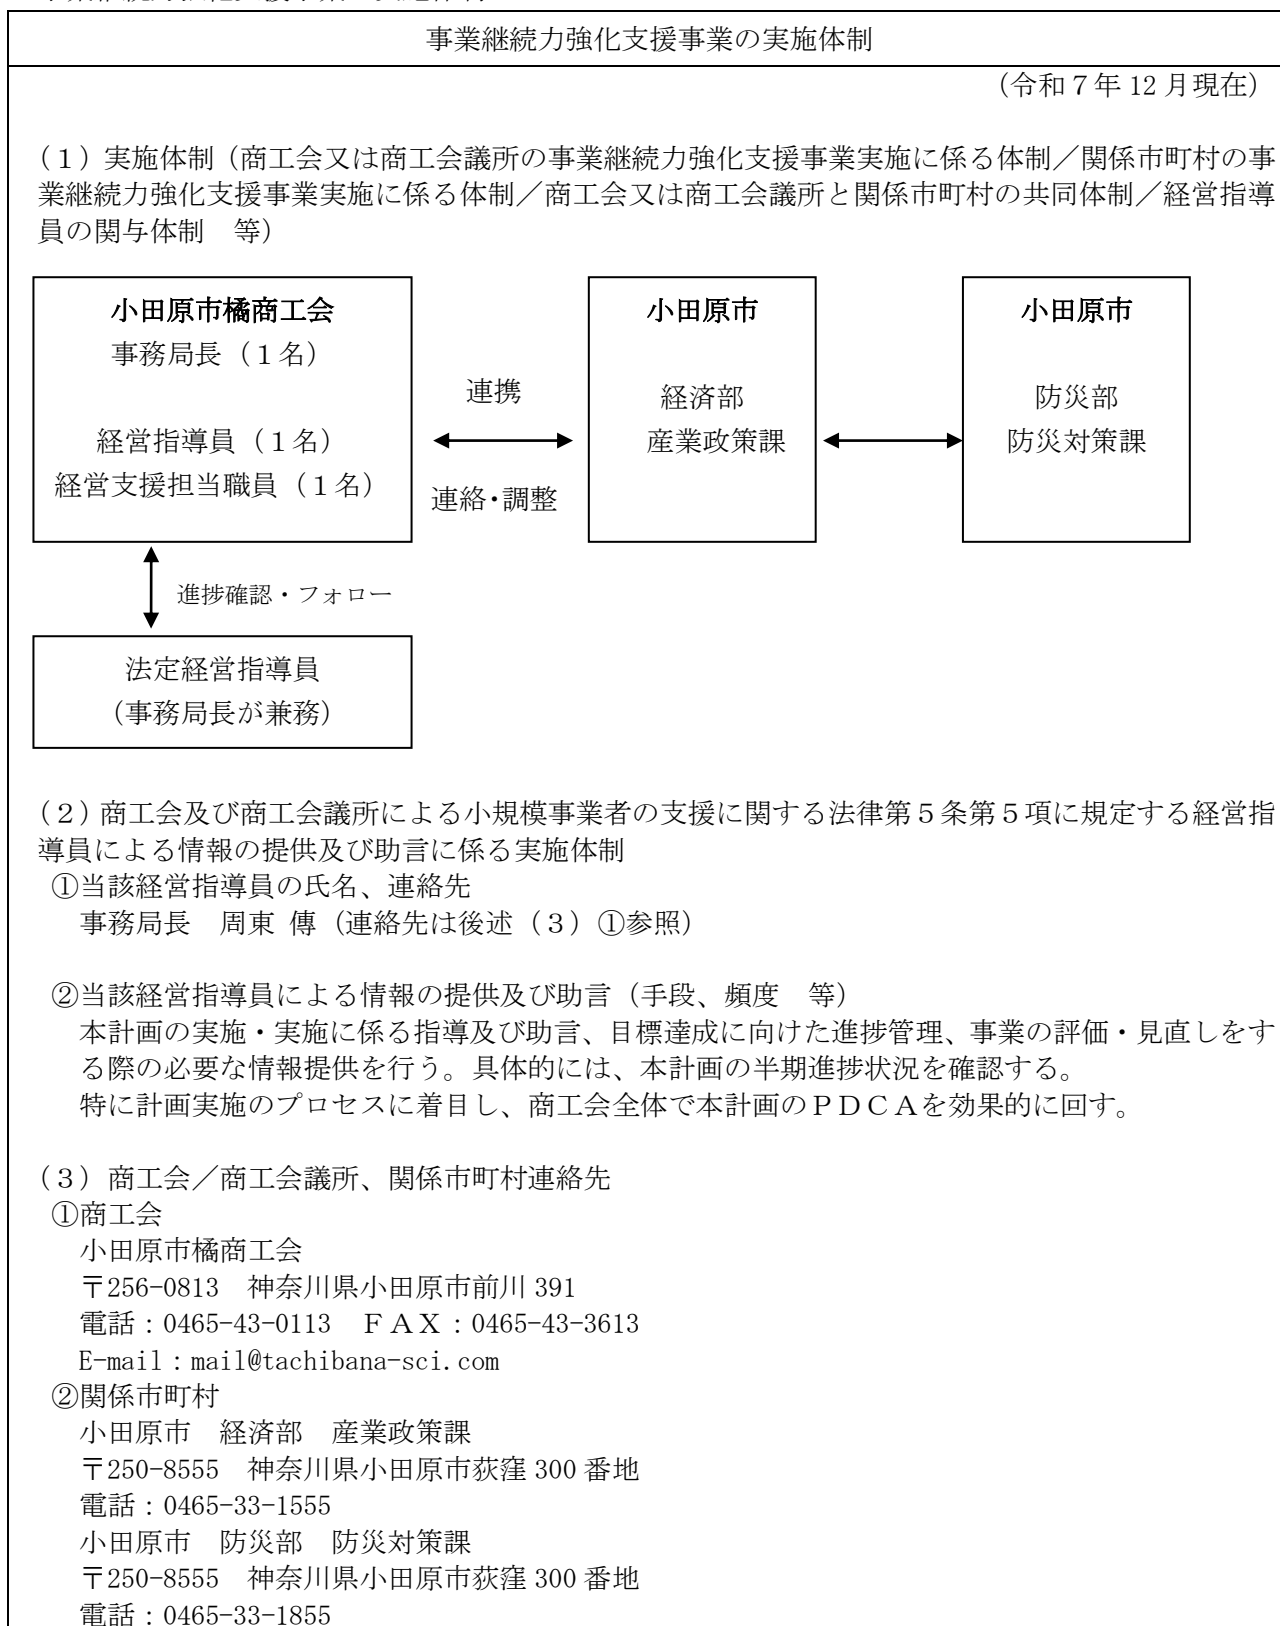 事業継続力強化支援事業の実施体制
(令和７年 12 月現在)
(１) 実施体制（商工会又は商工会議所の事業継続力強化支援事業実施に係る体制／関係市町村の事
業継続力強化支援事業実施に係る体制／商工会又は商工会議所と関係市町村の共同体制／経営指導
員の関与体制　等）
小田原市橘商工会
事務局長（１名）
経営指導員（１名）
経営支援担当職員（１名）
連携
連絡・調整
小田原市
経済部
産業政策課
小田原市
防災部
防災対策課
進捗確認・フォロー
法定経営指導員
（事務局長が兼務）
(２) 商工会及び商工会議所による小規模事業者の支援に関する法律第５条第５項に規定する経営指
導員による情報の提供及び助言に係る実施体制
①当該経営指導員の氏名、連絡先
事務局長　周東 傳（連絡先は後述（３）①参照）
②当該経営指導員による情報の提供及び助言（手段、頻度　等）
本計画の実施・実施に係る指導及び助言、目標達成に向けた進捗管理、事業の評価・見直しをす
る際の必要な情報提供を行う。具体的には、本計画の半期進捗状況を確認する。
特に計画実施のプロセスに着目し、商工会全体で本計画のＰＤＣＡを効果的に回す。
(３) 商工会／商工会議所、関係市町村連絡先
①商工会
小田原市橘商工会
〒256-0813　神奈川県小田原市前川 391
電話：0465-43-0113　ＦＡＸ：0465-43-3613
E-mail：mail@tachibana-sci.com
②関係市町村
小田原市　経済部　産業政策課
〒250-8555　神奈川県小田原市荻窪 300 番地
電話：0465-33-1555
小田原市　防災部　防災対策課
〒250-8555　神奈川県小田原市荻窪 300 番地
電話：0465-33-1855